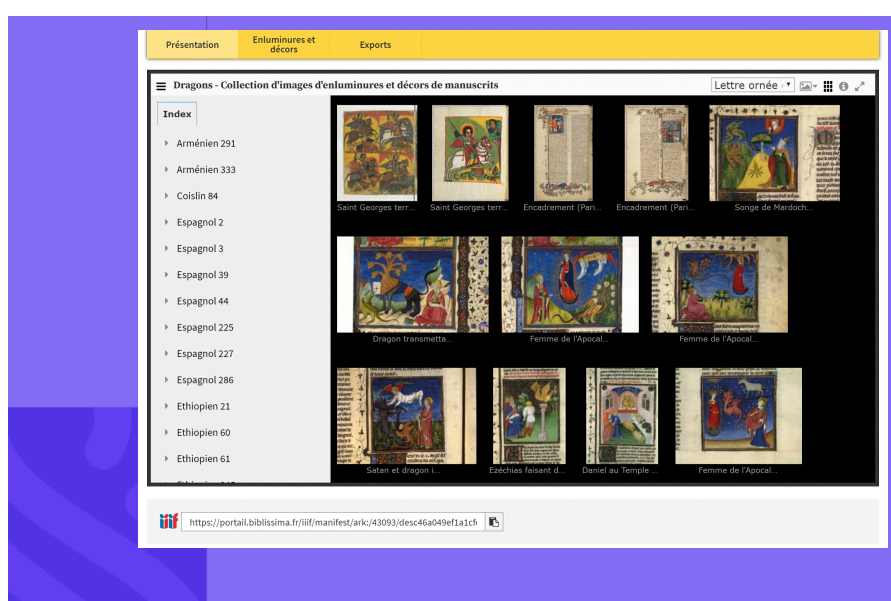 Présentation
Enluminures et
décors
Exports
Dragons - Collection d'images d'enluminures et décors de manuscrits
Lettre ornée
Index
Arménien 291
Arménien 333
Coislin 84
Espagnol 2
Espagnol 3
Espagnol 39
Espagnol 44
Espagnol 225
Espagnol 227
Espagnol 286
Ethiopien 21
Ethiopien 60
Ethiopien 61
Saint Georges terr...
Saint Georges terr...
Encadrement (Pari...
Encadrement (Pari...
Songe de Mardoch...
Dragon transmetta...
Femme de l'Apocal...
Femme de l'Apocal...
Satan et dragon i...
Ezéchias faisant d...
Daniel au Temple ...
Femme de l'Apocal...
iiif
https://portail.biblissima.fr/iiif/manifest/ark:/43093/desc46a049ef1a1cf